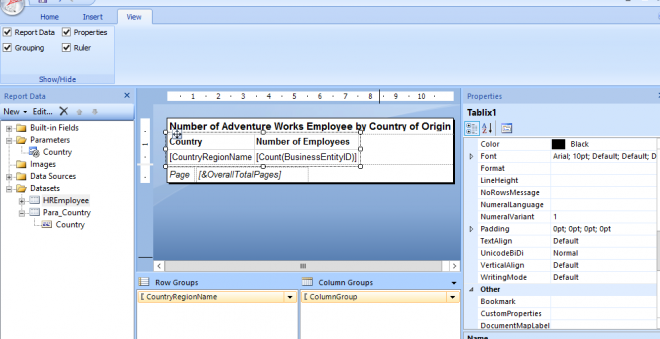 Home Insert View
Report Data Properties
Grouping Ruler
Show/Hide
Report Data
New Edit...
Built-in Fields
Parameters
Country
Images
Data Sources
Datasets
HREmployee
Para_Country
Country
1 2 3 4 5 6 7 8 9 10
1
Number of Adventure Works Employee by Country of Origin
Country Number of Employees
[CountryRegionName [Count(BusinessEntityID)]
Page [&OverallTotalPages]
Row Groups Column Groups
[ CountryRegionName [ ColumnGroup
Properties
Tablix1
Color Black
Font Arial; 10pt; Default; Default; D
Format
LineHeight
NoRowsMessage
NumeralLanguage
NumeralVariant 1
Padding 0pt; 0pt; 0pt; 0pt
TextAlign Default
UnicodeBiDi Normal
VerticalAlign Default
WritingMode Default
Other
Bookmark
CustomProperties
DocumentMapLabel
Name